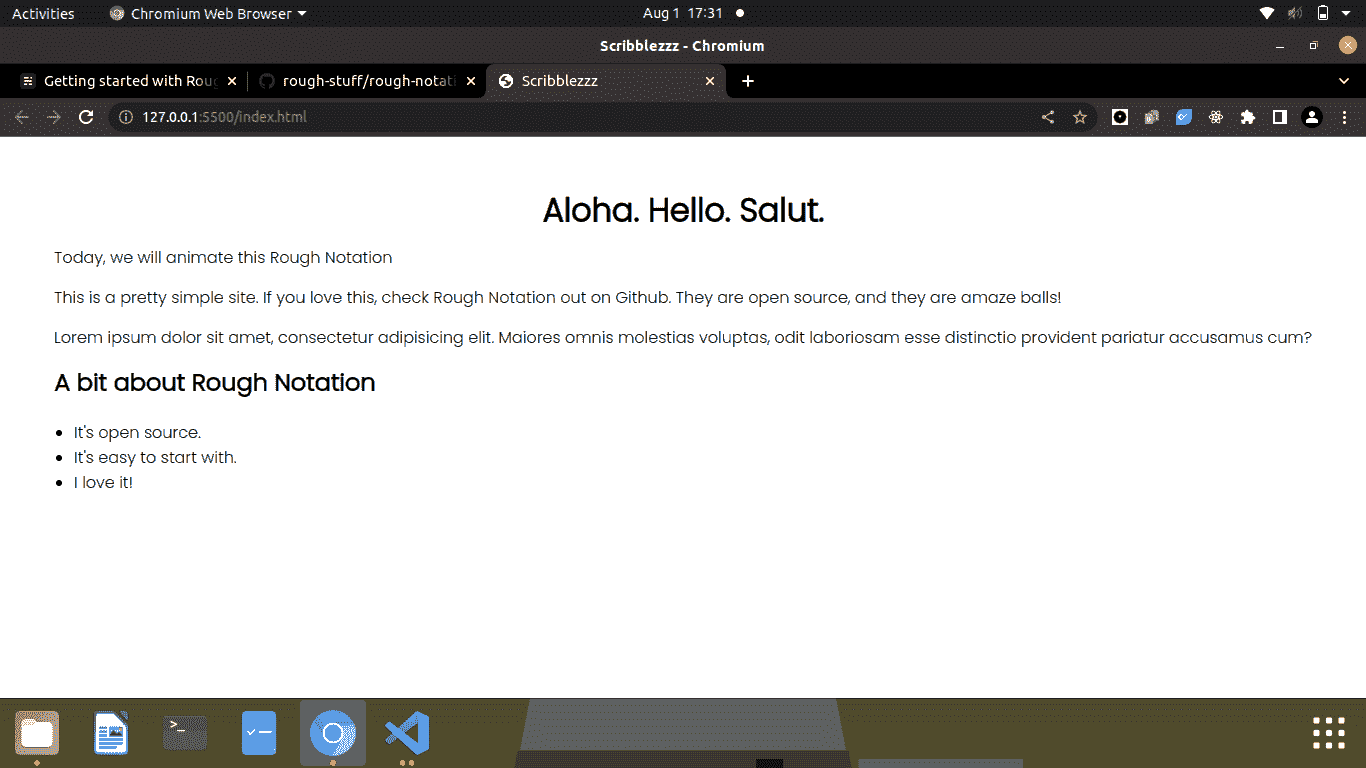 Activities
Chromium Web Browser
Aug 1 17:31
Scribblezzz - Chromium
Getting started with Roug
rough-stuff/rough-notati
Scribblezzz
127.0.0.1:5500/index.html
Aloha. Hello. Salut.
Today, we will animate this Rough Notation
This is a pretty simple site. If you love this, check Rough Notation out on Github. They are open source, and they are amaze balls!
Lorem ipsum dolor sit amet, consectetur adipisicing elit. Maiores omnis molestias voluptas, odit laboriosam esse distinctio provident pariatur accusamus cum?
A bit about Rough Notation
It's open source.
It's easy to start with.
I love it!
>_